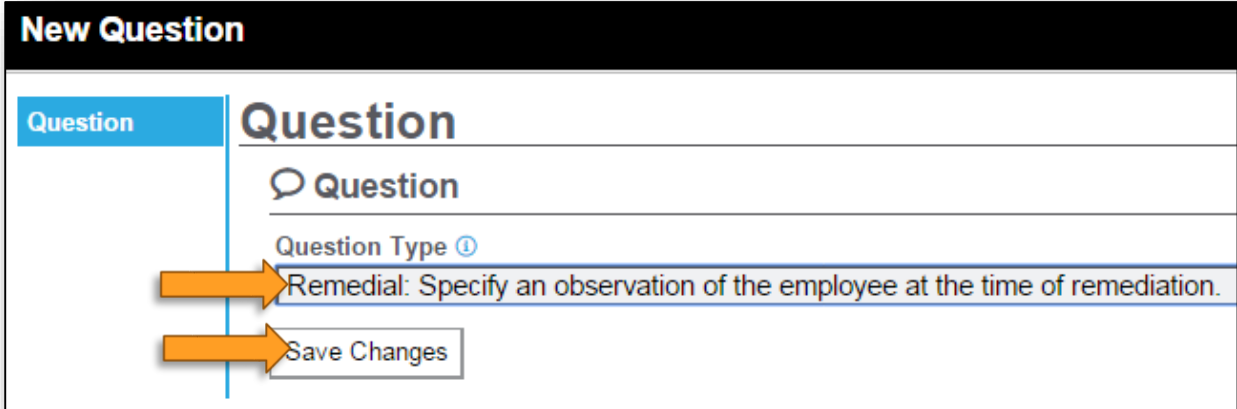 New Question
Question
Question
Question
Question Type
Remedial: Specify an observation of the employee at the time of remediation.
Save Changes